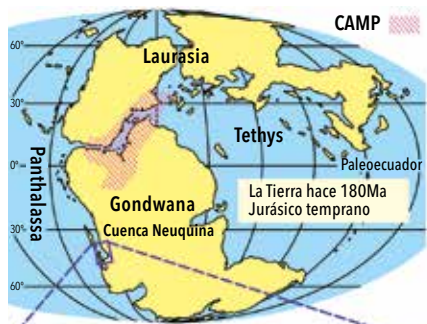 CAMP
60°
Laurasia
30°
Tethys
Panthalassa
0°
Paleoecuador
La Tierra hace 180Ma
Jurásico temprano
Gondwana
30°
Cuenca Neuquina
60°